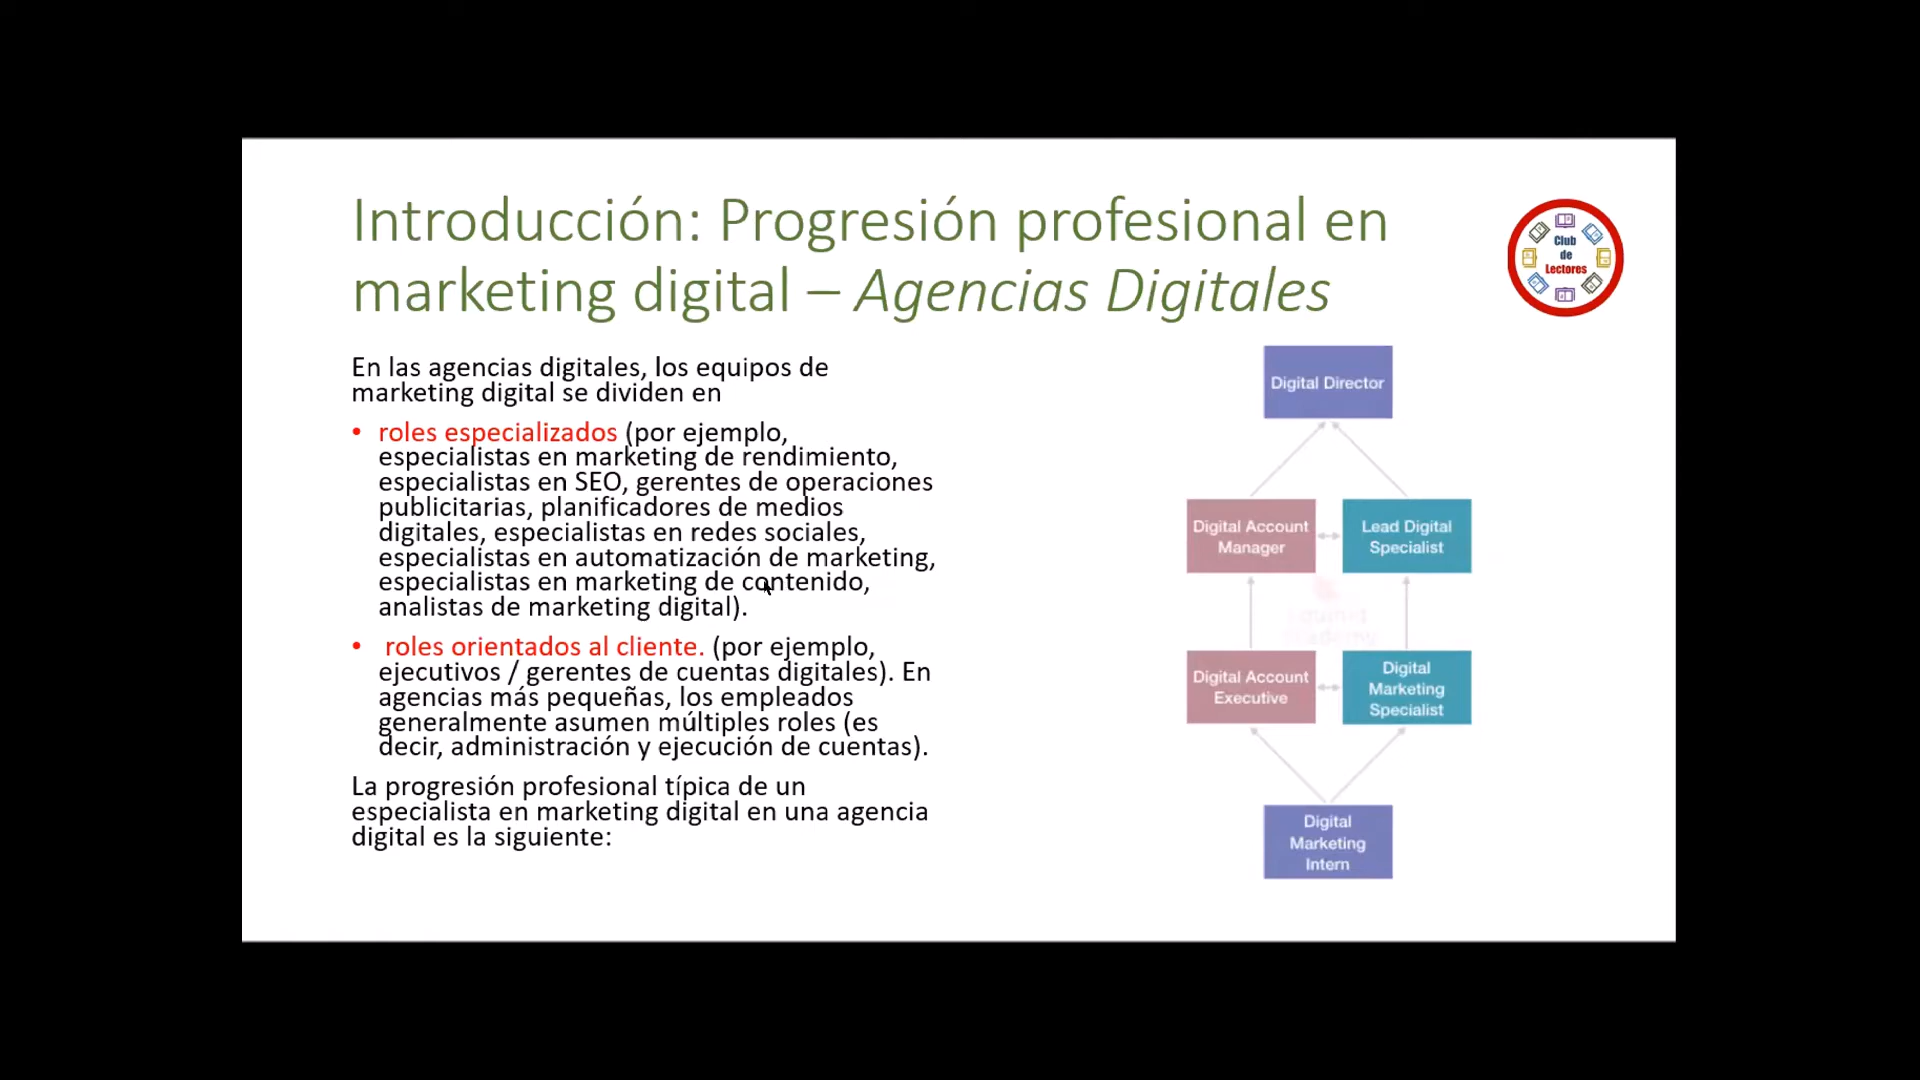 Introducción: Progresión profesional en
marketing digital – Agencias Digitales
Club
de
Lectores
En las agencias digitales, los equipos de
marketing digital se dividen en
• roles especializados (por ejemplo,
especialistas en marketing de rendimiento,
especialistas en SEO, gerentes de operaciones
publicitarias, planificadores de medios
digitales, especialistas en redes sociales,
especialistas en automatización de marketing,
especialistas en marketing de contenido,
analistas de marketing digital).
• roles orientados al cliente. (por ejemplo,
ejecutivos / gerentes de cuentas digitales). En
agencias más pequeñas, los empleados
generalmente asumen múltiples roles (es
decir, administración y ejecución de cuentas).
La progresión profesional típica de un
especialista en marketing digital en una agencia
digital es la siguiente:
Digital Director
Digital Account
Manager
Lead Digital
Specialist
Digital Account
Executive
Digital
Marketing
Specialist
Digital
Marketing
Intern